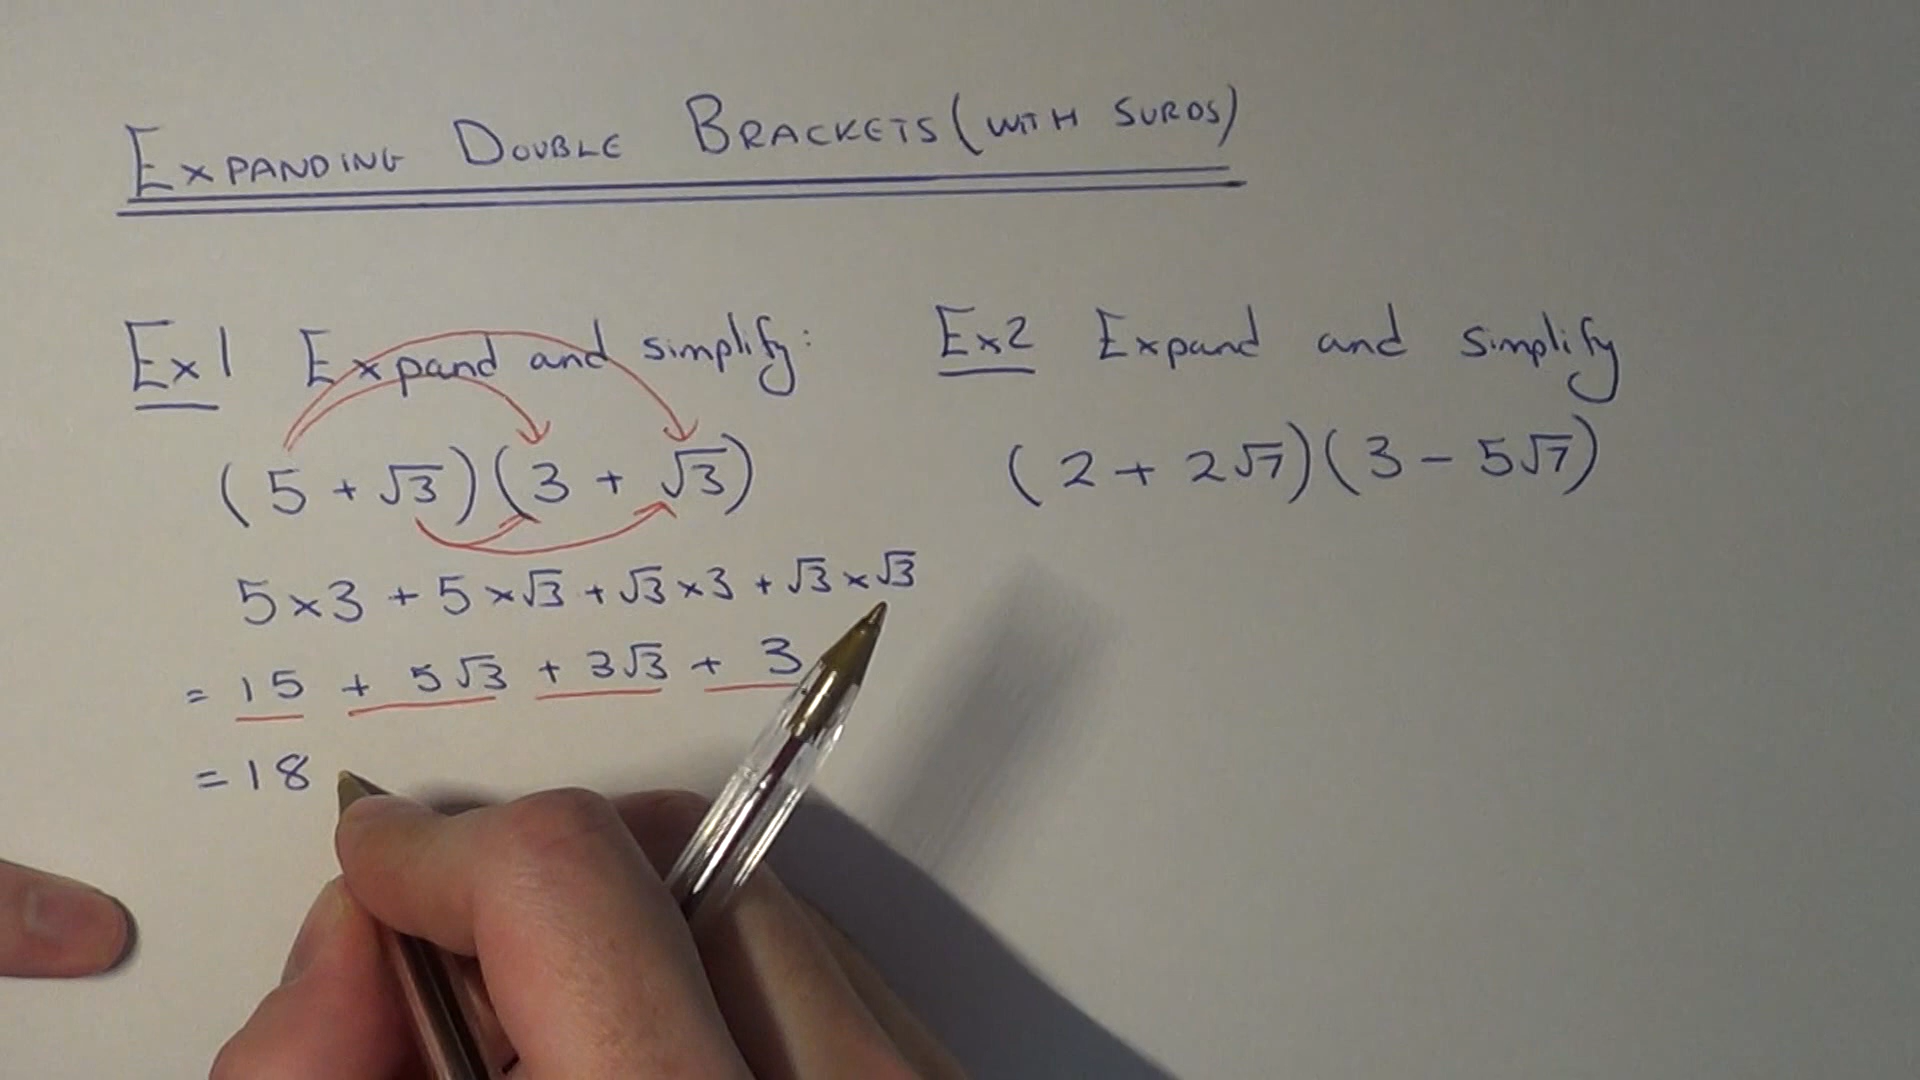 EXPANDING DOUBLE BRACKETS (WITH SURDS)
Ex1 Expand and simplify:
(5 + √3)(3 + √3)
5 × 3 + 5 × √3 + √3 × 3 + √3 × √3
= 15 + 5√3 + 3√3 + 3
= 18
Ex2 Expand and simplify
(2 + 2√7)(3 - 5√7)